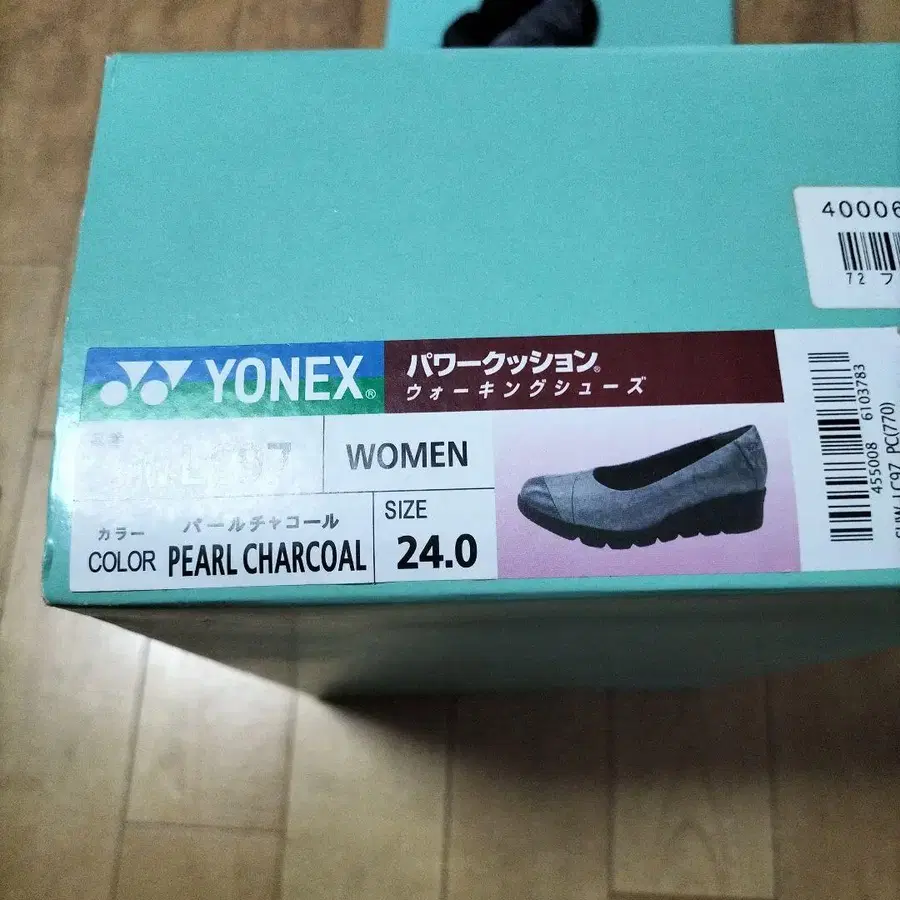 40006
72 フ
YONEX®
パワークッション®
ウォーキングシューズ
WOMEN
カラー パールチャコール
COLOR PEARL CHARCOAL
SIZE
24.0
455008 6103783
LC97 PC(770)